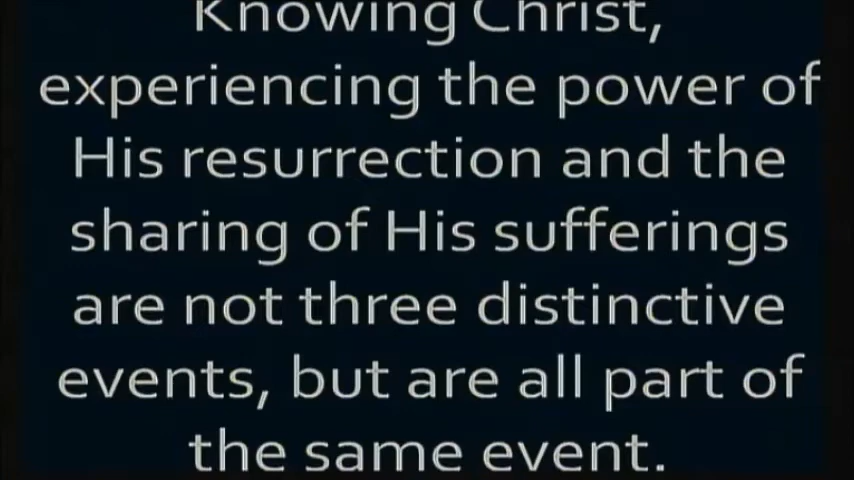 Knowing Christ,
experiencing the power of
His resurrection and the
sharing of His sufferings
are not three distinctive
events, but are all part of
the same event.